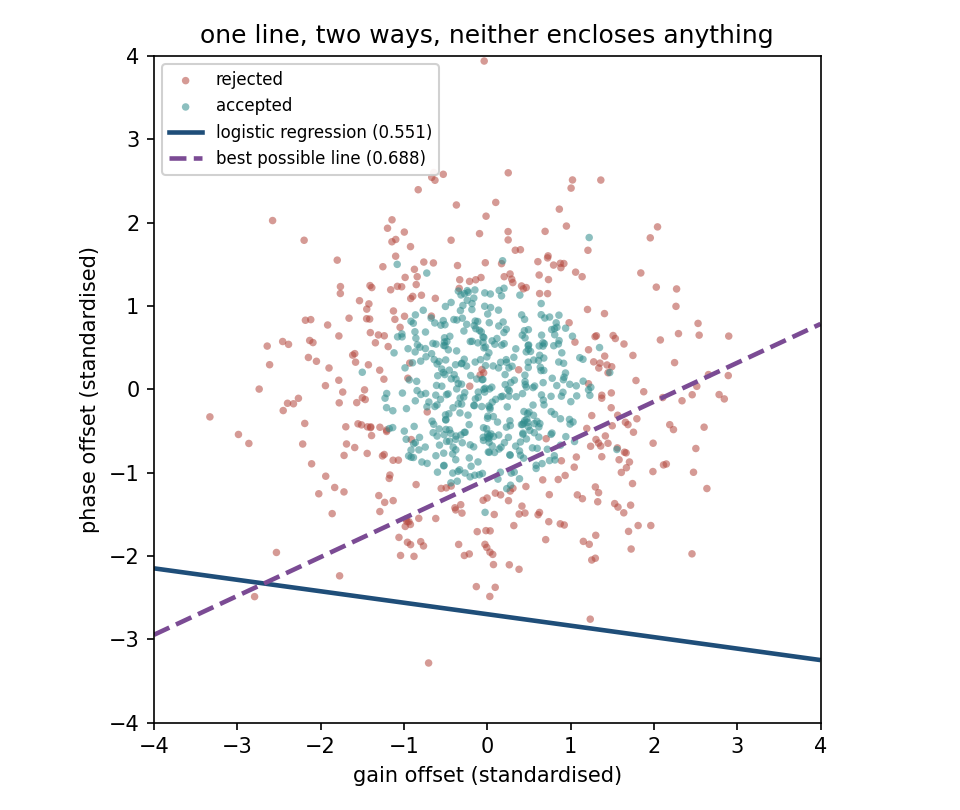 one line, two ways, neither encloses anything
rejected
accepted
logistic regression (0.551)
best possible line (0.688)
4
3
2
1
0
−1
−2
−3
−4
phase offset (standardised)
−4
−3
−2
−1
0
1
2
3
4
gain offset (standardised)